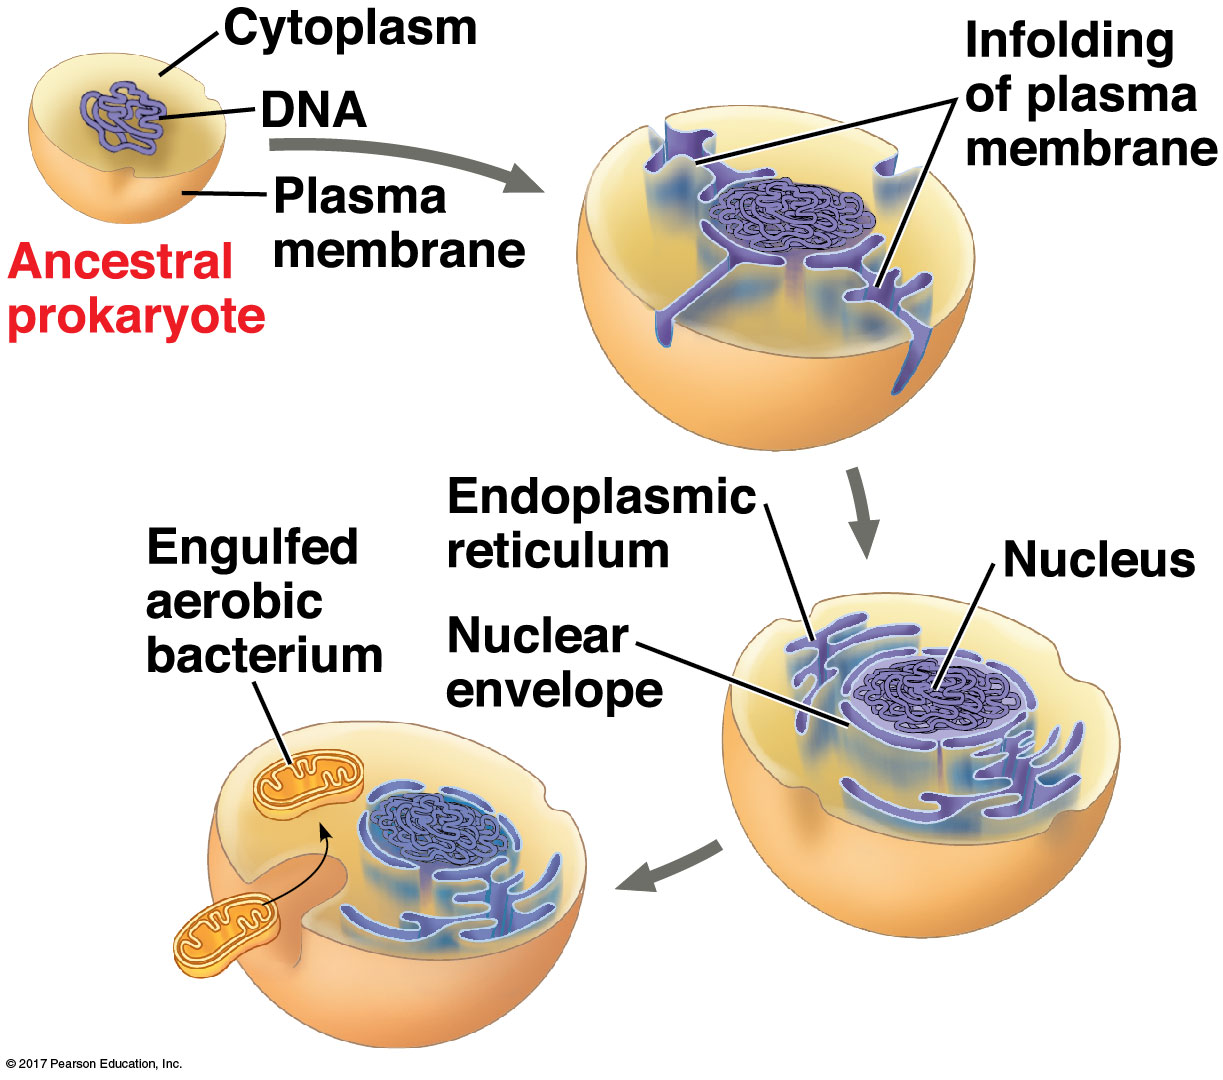 Cytoplasm
DNA
Plasma
membrane
Ancestral
prokaryote
Infolding
of plasma
membrane
Endoplasmic
reticulum
Nucleus
Nuclear
envelope
Engulfed
aerobic
bacterium
© 2017 Pearson Education, Inc.